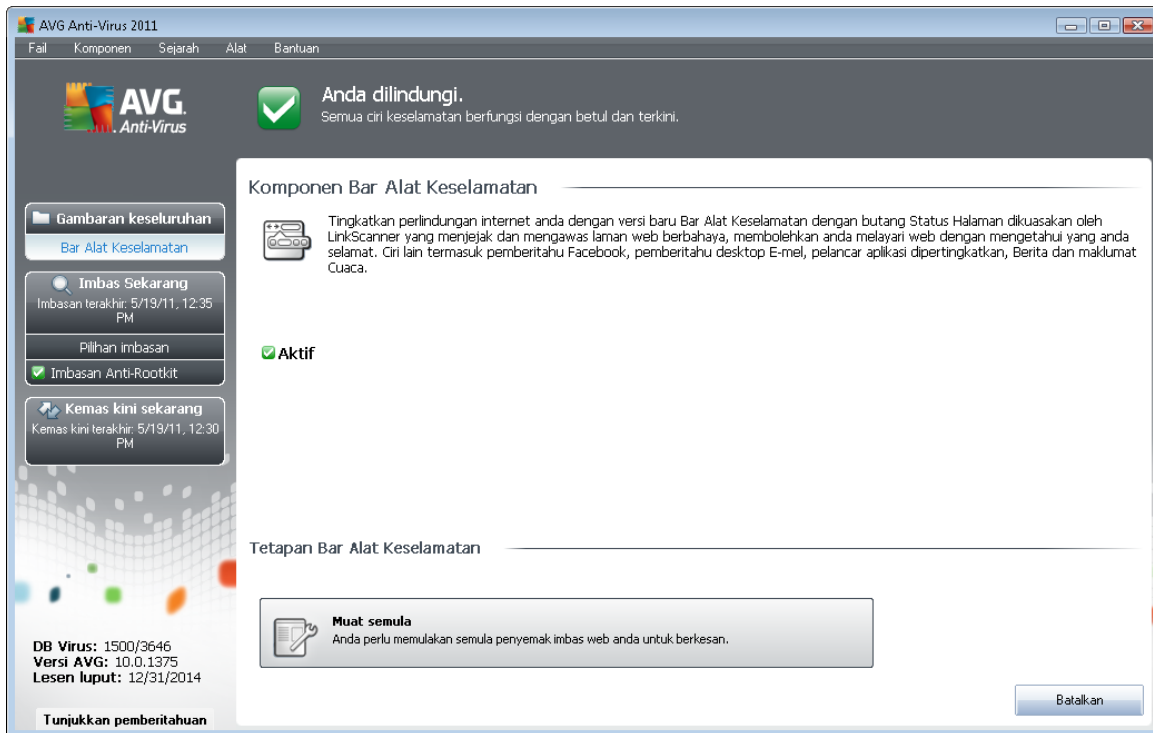 AVG Anti-Virus 2011
Fail Komponen Sejarah Alat Bantuan
AVG.
Anti-Virus
Anda dilindungi.
Semua ciri keselamatan berfungsi dengan betul dan terkini.
Gambaran keseluruhan
Bar Alat Keselamatan
Imbas Sekarang
Imbasan terakhir: 5/19/11, 12:35
PM
Pilihan imbasan
Imbasan Anti-Rootkit
Kemas kini sekarang
Kemas kini terakhir: 5/19/11, 12:30
PM
DB Virus: 1500/3646
Versi AVG: 10.0.1375
Lesen luput: 12/31/2014
Tunjukkan pemberitahuan
Komponen Bar Alat Keselamatan
Tingkatkan perlindungan internet anda dengan versi baru Bar Alat Keselamatan dengan butang Status Halaman dikuasakan oleh
LinkScanner yang menjejak dan mengawas laman web berbahaya, membolehkan anda melayari web dengan mengetahui yang anda
selamat. Ciri lain termasuk pemberitahu Facebook, pemberitahu desktop E-mel, pelancar aplikasi dipertingkatkan, Berita dan maklumat
Cuaca.
Aktif
Tetapan Bar Alat Keselamatan
Muat semula
Anda perlu memulakan semula penyemak imbas web anda untuk berkesan.
Batalkan